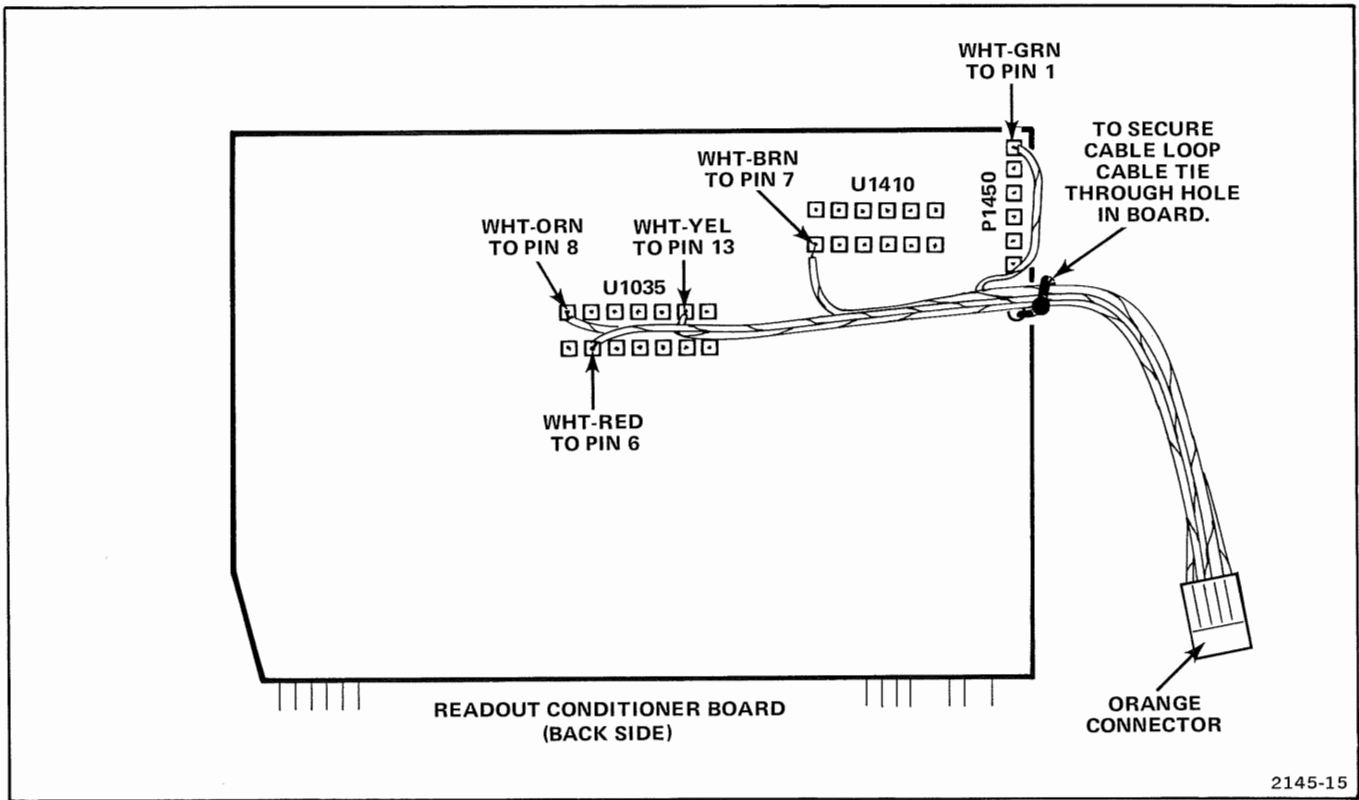 WHT-GRN
TO PIN 1
TO SECURE
CABLE LOOP
CABLE TIE
THROUGH HOLE
IN BOARD.
WHT-BRN
TO PIN 7
U1410
P1450
WHT-ORN
TO PIN 8
WHT-YEL
TO PIN 13
U1035
WHT-RED
TO PIN 6
READOUT CONDITIONER BOARD
(BACK SIDE)
ORANGE
CONNECTOR
2145-15